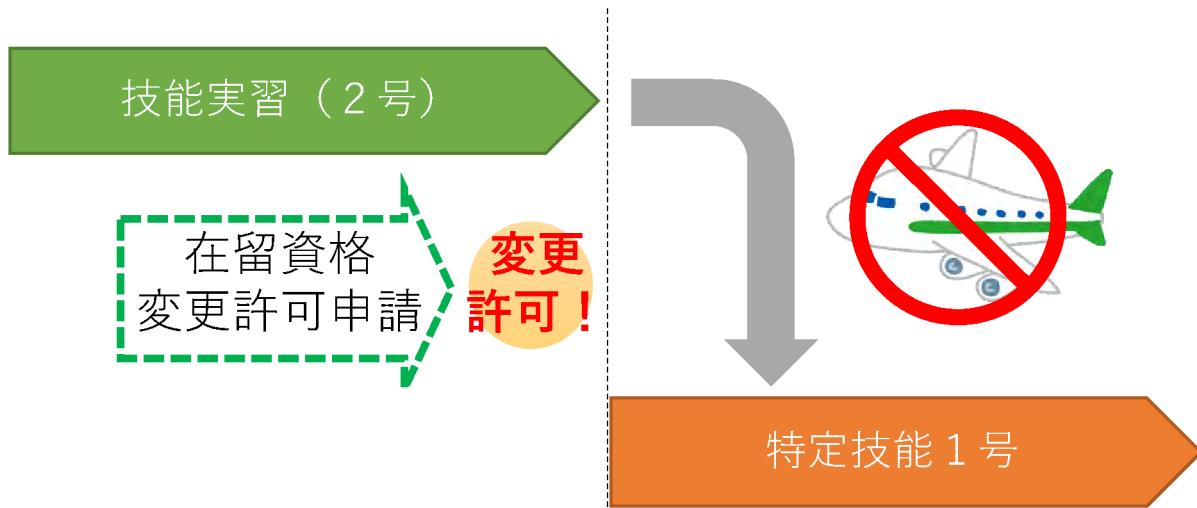 技能実習（２号）
在留資格
変更許可申請
変更
許可！
特定技能１号